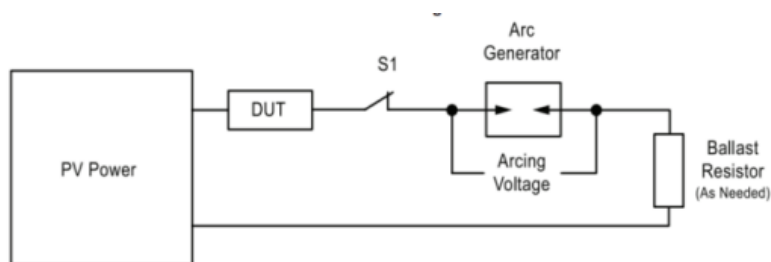 Arc
Generator
S1
DUT
PV Power
Arcing
Voltage
Ballast
Resistor
(As Needed)